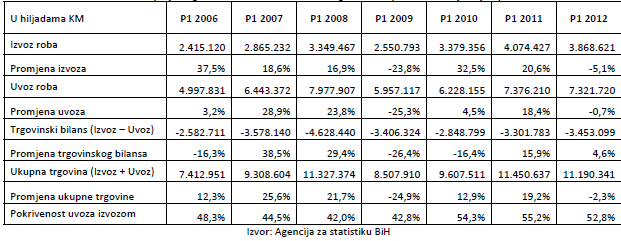 U hiljadama KM P1 2006 P1 2007 P1 2008 P1 2009 P1 2010 P1 2011 P1 2012
Izvoz roba 2.415.120 2.865.232 3.349.467 2.550.793 3.379.356 4.074.427 3.868.621
Promjena izvoza 37,5% 18,6% 16,9% -23,8% 32,5% 20,6% -5,1%
Uvoz roba 4.997.831 6.443.372 7.977.907 5.957.117 6.228.155 7.376.210 7.321.720
Promjena uvoza 3,2% 28,9% 23,8% -25,3% 4,5% 18,4% -0,7%
Trgovinski bilans (Izvoz – Uvoz) -2.582.711 -3.578.140 -4.628.440 -3.406.324 -2.848.799 -3.301.783 -3.453.099
Promjena trgovinskog bilansa -16,3% 38,5% 29,4% -26,4% -16,4% 15,9% 4,6%
Ukupna trgovina (Izvoz + Uvoz) 7.412.951 9.308.604 11.327.374 8.507.910 9.607.511 11.450.637 11.190.341
Promjena ukupne trgovine 12,3% 25,6% 21,7% -24,9% 12,9% 19,2% -2,3%
Pokrivenost uvoza izvozom 48,3% 44,5% 42,0% 42,8% 54,3% 55,2% 52,8%
Izvor: Agencija za statistiku BiH